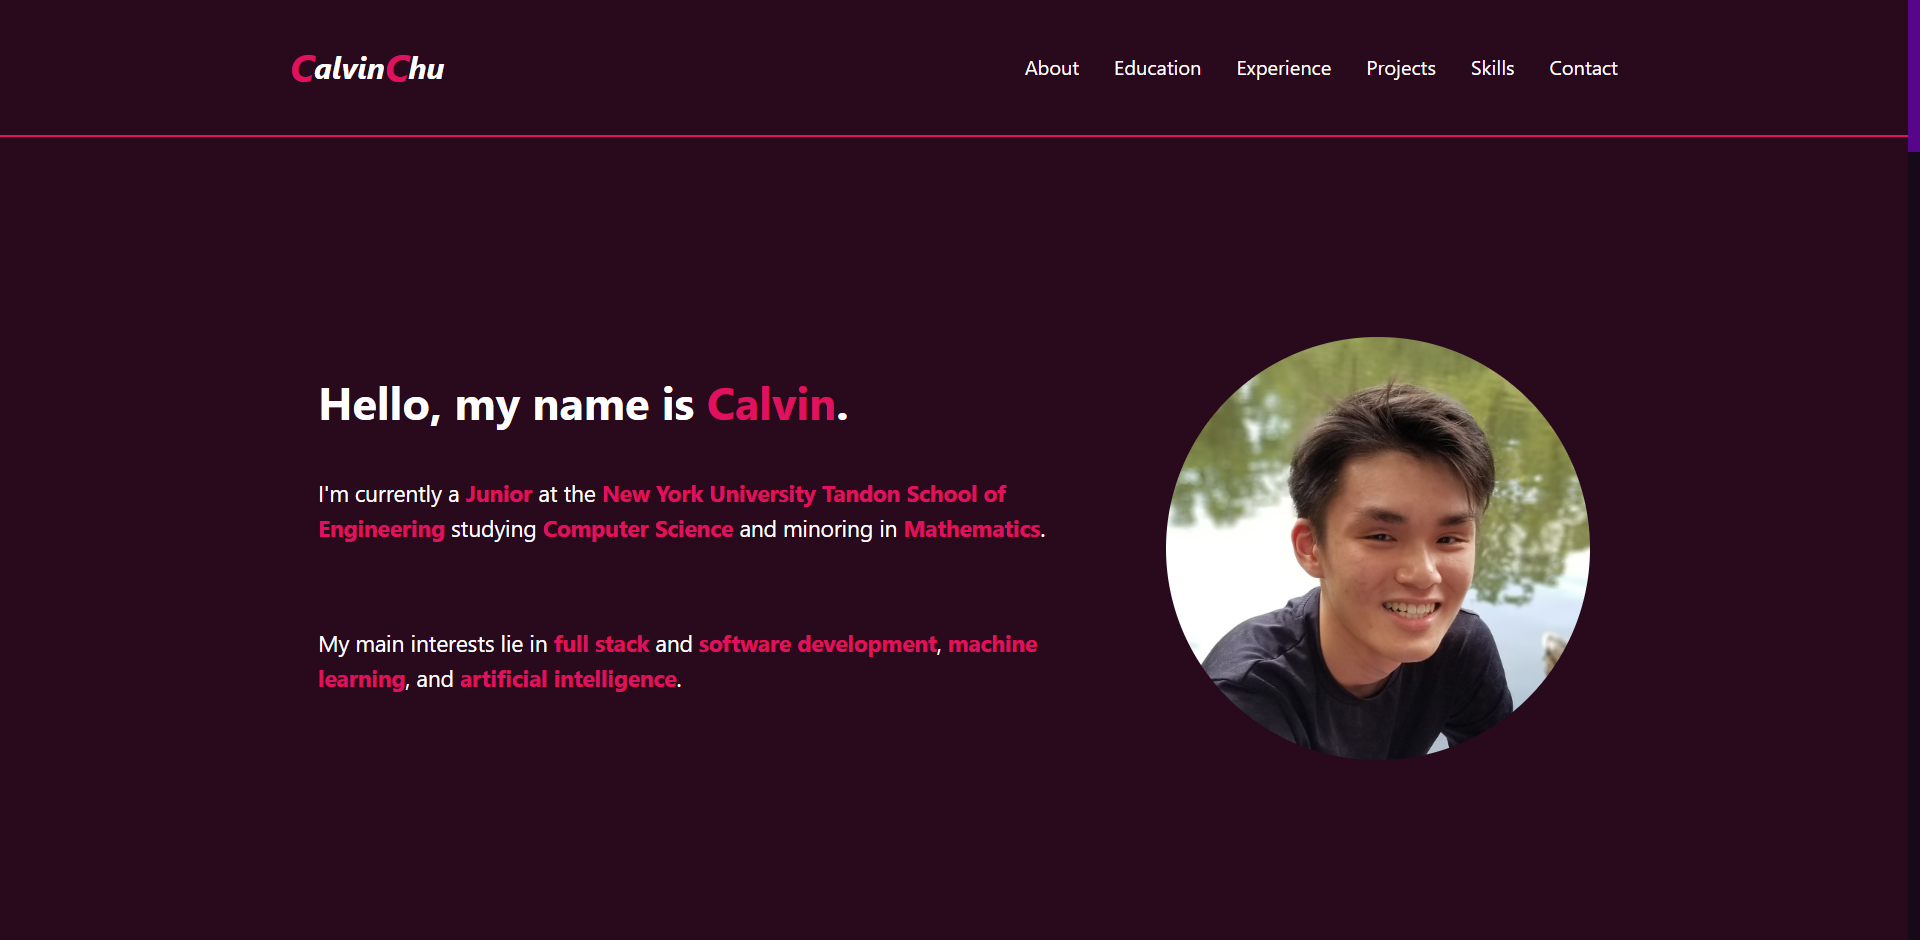 CalvinChu
About Education Experience Projects Skills Contact
Hello, my name is Calvin.
I'm currently a Junior at the New York University Tandon School of
Engineering studying Computer Science and minoring in Mathematics.
My main interests lie in full stack and software development, machine
learning, and artificial intelligence.